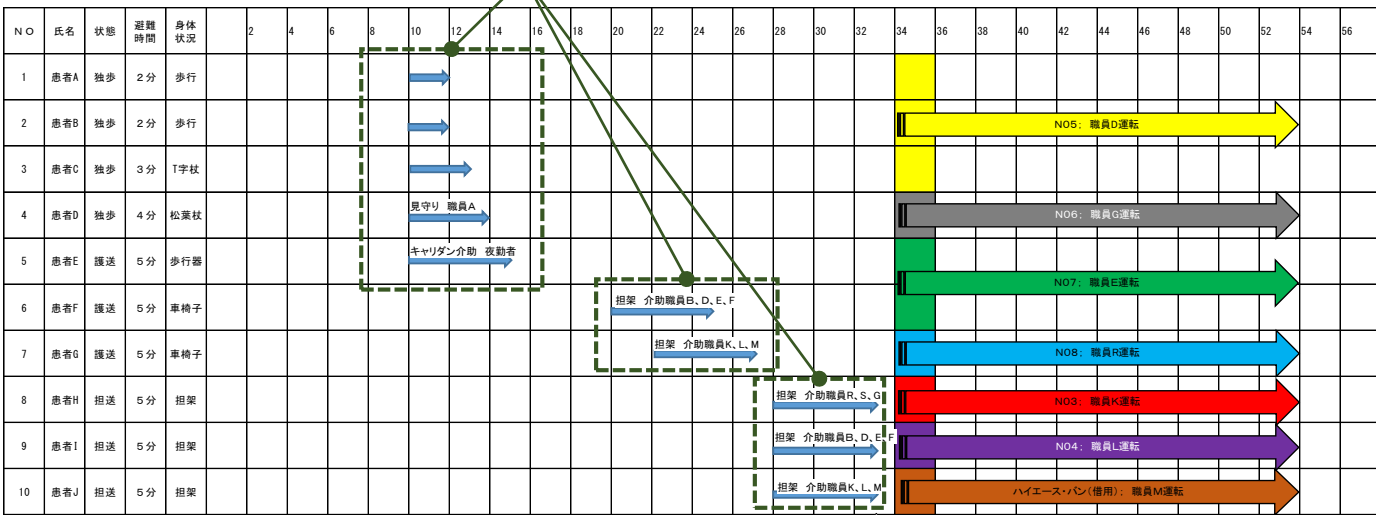 NO 氏名 状態 避難時間 身体状況 2 4 6 8 10 12 14 16 18 20 22 24 26 28 30 32 34 36 38 40 42 44 46 48 50 52 54 56
1 患者A 独歩 2分 歩行
2 患者B 独歩 2分 歩行 NO5; 職員D運転
3 患者C 独歩 3分 T字杖
4 患者D 独歩 4分 松葉杖 見守り 職員A NO6; 職員G運転
5 患者E 護送 5分 歩行器 キャリダン介助 夜勤者
NO7; 職員E運転
6 患者F 護送 5分 車椅子 担架 介助職員B、D、E、F
7 患者G 護送 5分 車椅子 担架 介助職員K、L、M NO8; 職員R運転
8 患者H 担送 5分 担架 担架 介助職員R、S、G NO3; 職員K運転
9 患者I 担送 5分 担架 担架 介助職員B、D、E、F NO4; 職員L運転
10 患者J 担送 5分 担架 担架 介助職員K、L、M ハイエース・バン(借用); 職員M運転